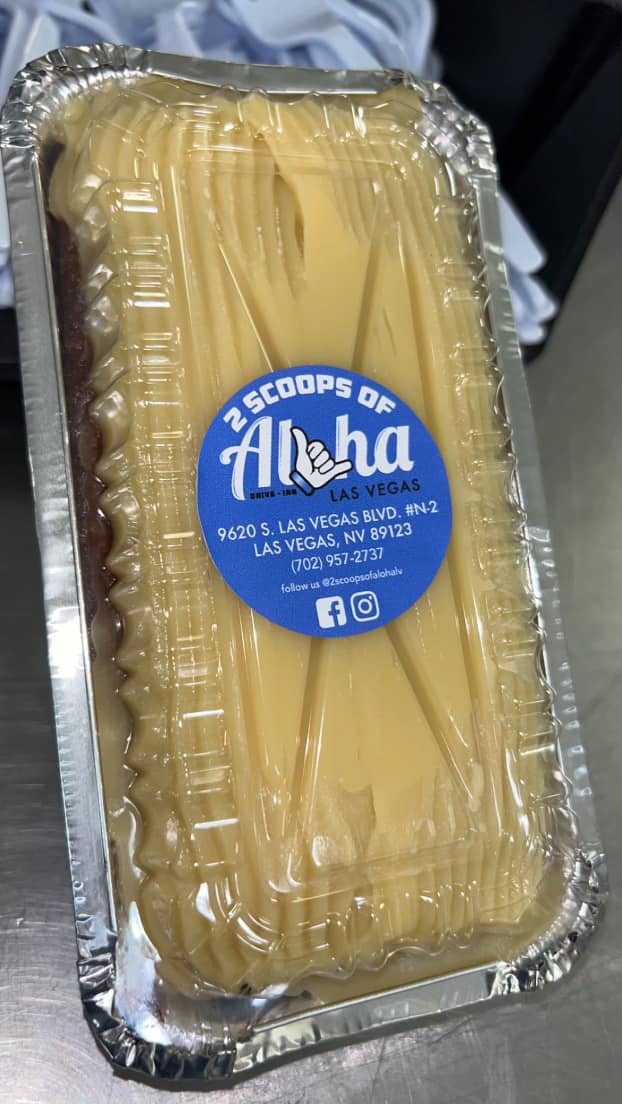 2 SCOOPS OF
Aloha
DRIVE-INN LAS VEGAS
9620 S. LAS VEGAS BLVD. #N-2
LAS VEGAS, NV 89123
(702) 957-2737
follow us @2scoopsofalohalv